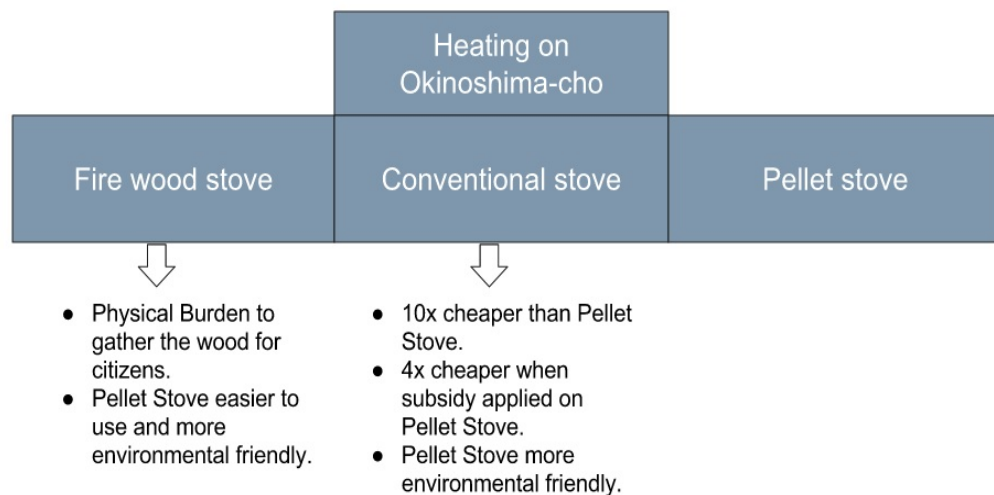 Heating on
Okinoshima-cho
Fire wood stove
Conventional stove
Pellet stove
● Physical Burden to
gather the wood for
citizens.
● Pellet Stove easier to
use and more
environmental friendly.
● 10x cheaper than Pellet
Stove.
● 4x cheaper when
subsidy applied on
Pellet Stove.
● Pellet Stove more
environmental friendly.